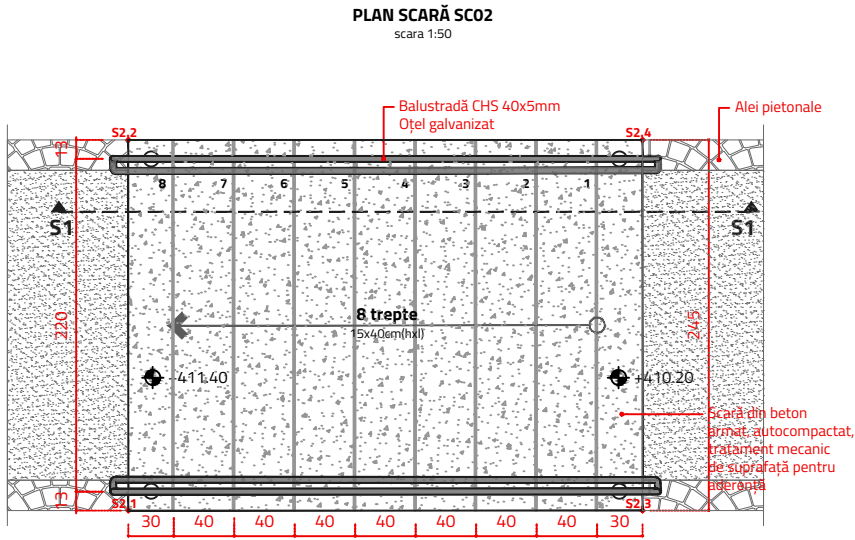 PLAN SCARĂ SC02
scara 1:50
Balustradă CHS 40x5mm
Oțel galvanizat
Alei pietonale
S2.2
S2.4
13
8 7 6 5 4 3 2 1
S1
S1
8 trepte
15x40cm(hxl)
220
245
+411.40
+410.20
Scară din beton
armat, autocompactat,
tratament mecanic
de suprafață pentru
aderență
13
S2.1
S2.3
30 40 40 40 40 40 40 40 30